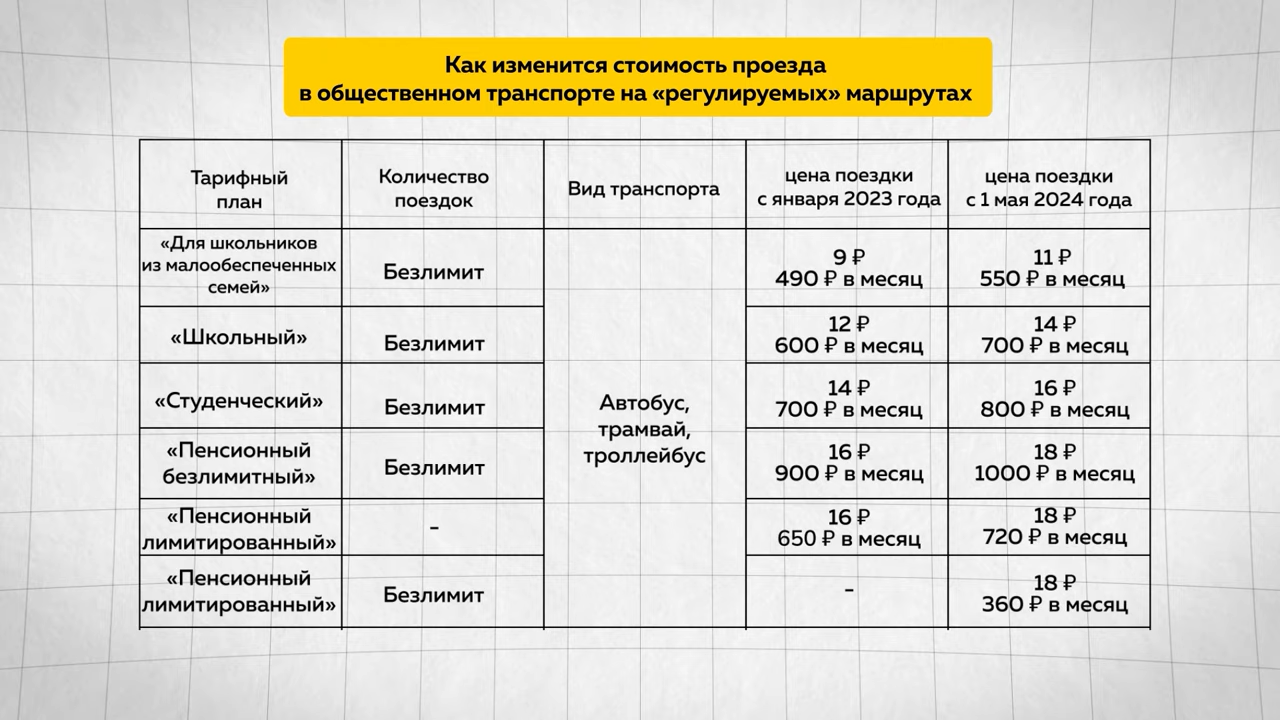 Как изменится стоимость проезда
в общественном транспорте на «регулируемых» маршрутах
Тарифный
план
Количество
поездок
Вид транспорта
цена поездки
с января 2023 года
цена поездки
с 1 мая 2024 года
«Для школьников
из малообеспеченных
семей»
Безлимит
9 ₽
490 ₽ в месяц
11 ₽
550 ₽ в месяц
«Школьный»
Безлимит
12 ₽
600 ₽ в месяц
14 ₽
700 ₽ в месяц
«Студенческий»
Безлимит
Автобус,
трамвай,
троллейбус
14 ₽
700 ₽ в месяц
16 ₽
800 ₽ в месяц
«Пенсионный
безлимитный»
Безлимит
16 ₽
900 ₽ в месяц
18 ₽
1000 ₽ в месяц
«Пенсионный
лимитированный»
-
16 ₽
650 ₽ в месяц
18 ₽
720 ₽ в месяц
«Пенсионный
лимитированный»
Безлимит
-
18 ₽
360 ₽ в месяц